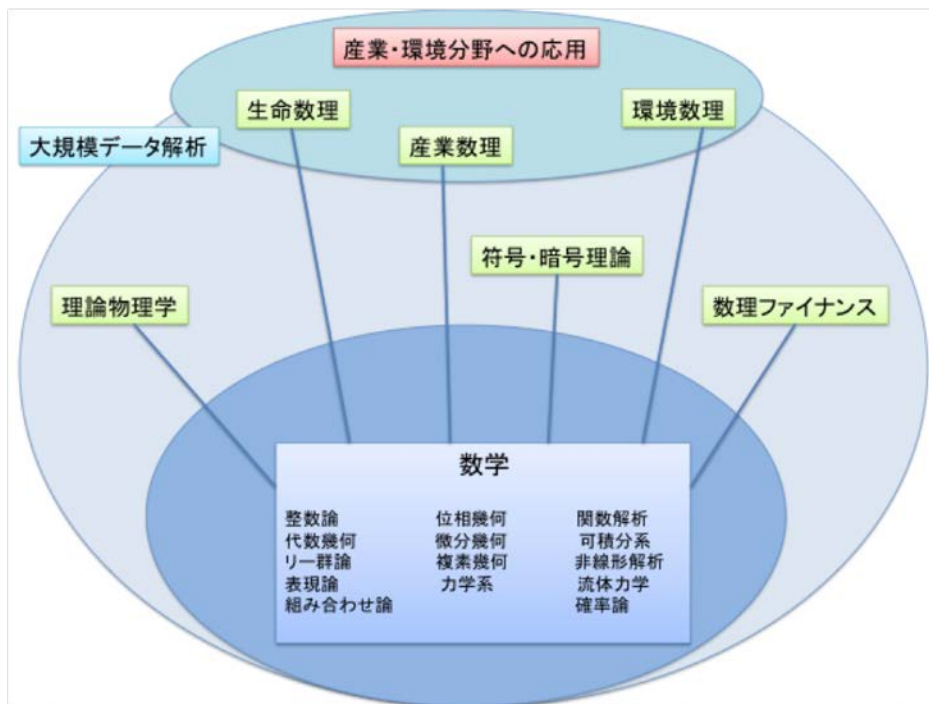 産業・環境分野への応用
生命数理
環境数理
大規模データ解析
産業数理
符号・暗号理論
理論物理学
数理ファイナンス
数学
整数論
代数幾何
リー群論
表現論
組み合わせ論
位相幾何
微分幾何
複素幾何
力学系
関数解析
可積分系
非線形解析
流体力学
確率論